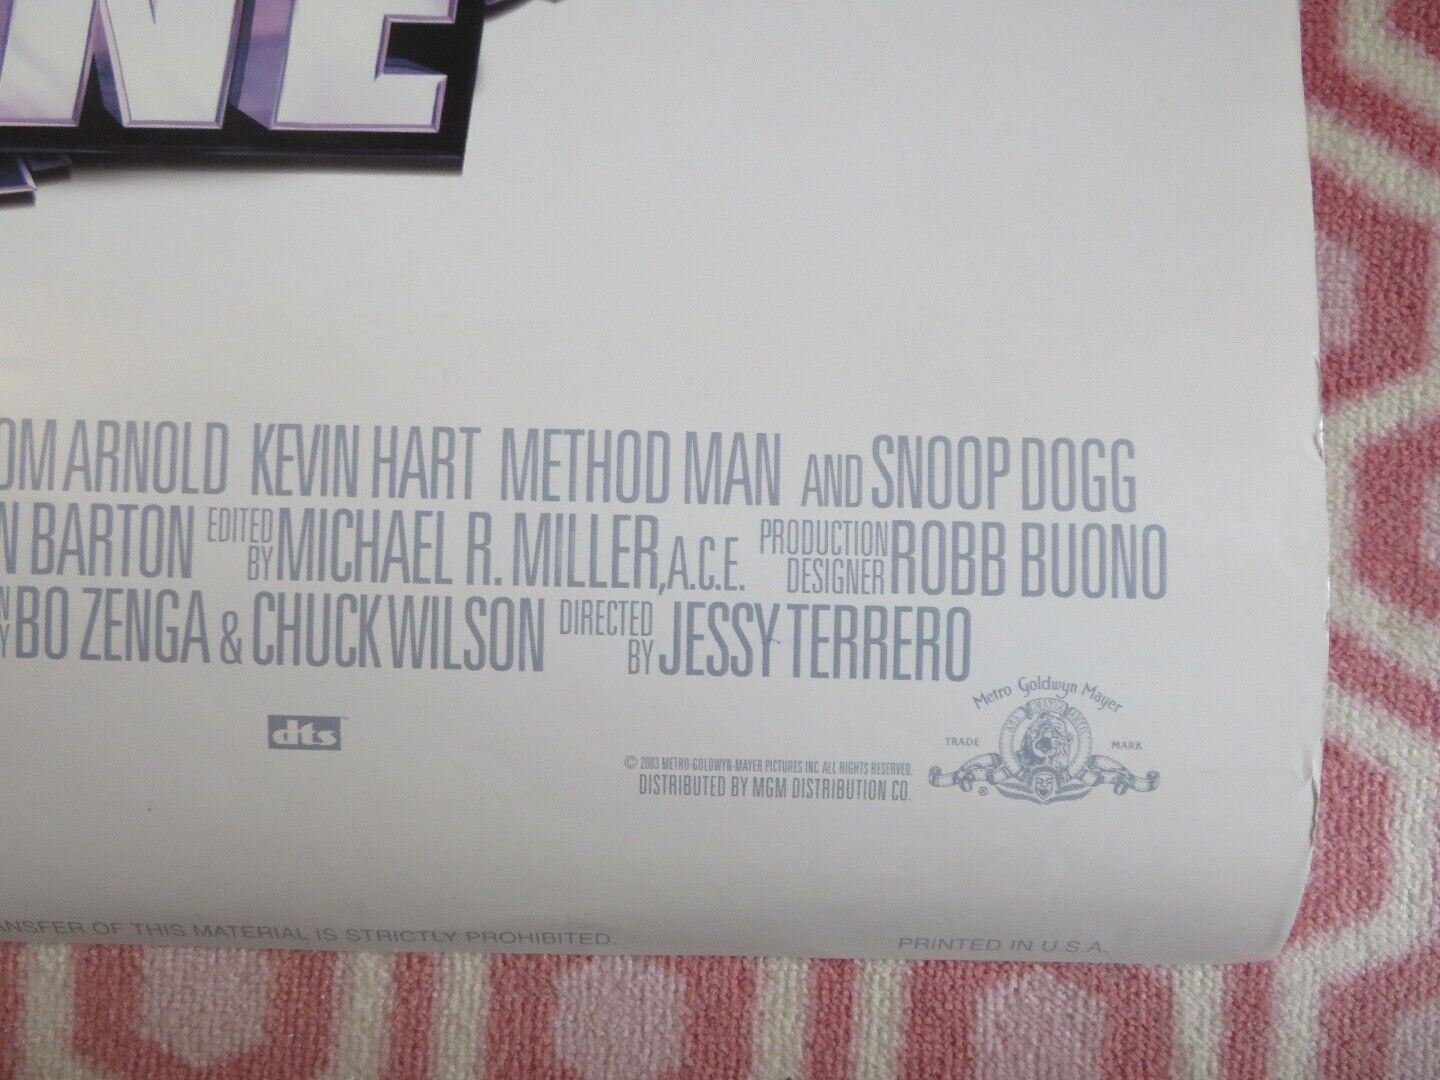 NE
OM ARNOLD KEVIN HART METHOD MAN AND SNOOP DOGG
N BARTON EDITED BY MICHAEL R. MILLER, A.C.E. PRODUCTION DESIGNER ROBB BUONO
N Y BO ZENGA & CHUCK WILSON DIRECTED BY JESSY TERRERO
dts
© 2003 METRO-GOLDWYN-MAYER PICTURES INC. ALL RIGHTS RESERVED.
DISTRIBUTED BY MGM DISTRIBUTION CO.
Metro Goldwyn Mayer
TRADE MARK
®
ANSFER OF THIS MATERIAL IS STRICTLY PROHIBITED.
PRINTED IN U.S.A.